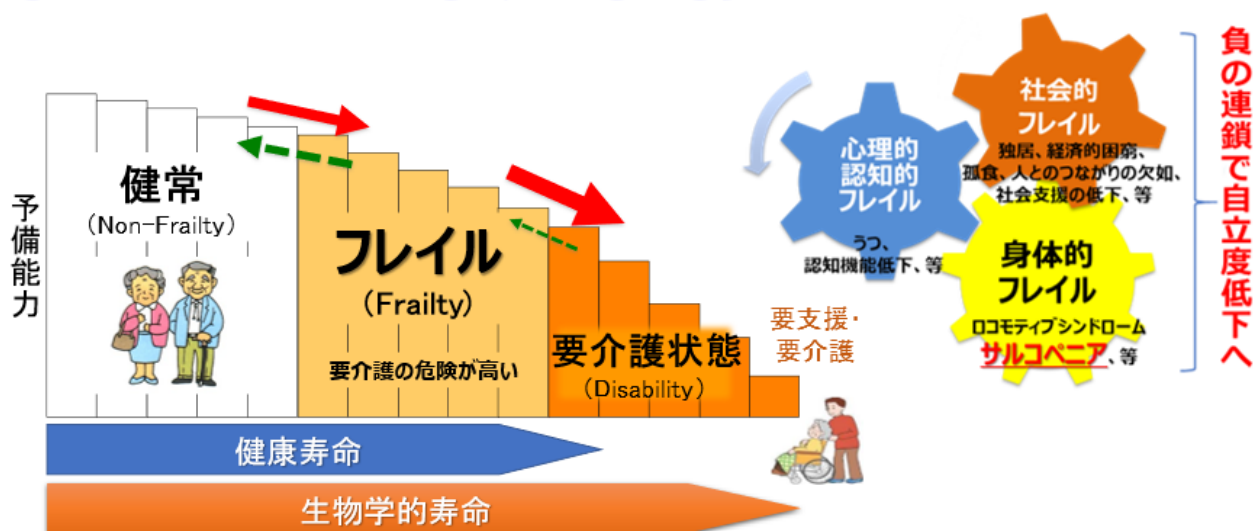 予備能力
健常
(Non-Frailty)
フレイル
(Frailty)
要介護の危険が高い
要介護状態
(Disability)
要支援・
要介護
健康寿命
生物学的寿命
心理的
認知的
フレイル
うつ、
認知機能低下、等
社会的
フレイル
独居、経済的困窮、
孤食、人とのつながりの欠如、
社会支援の低下、等
身体的
フレイル
ロコモティブシンドローム
サルコペニア、等
負の連鎖で自立度低下へ